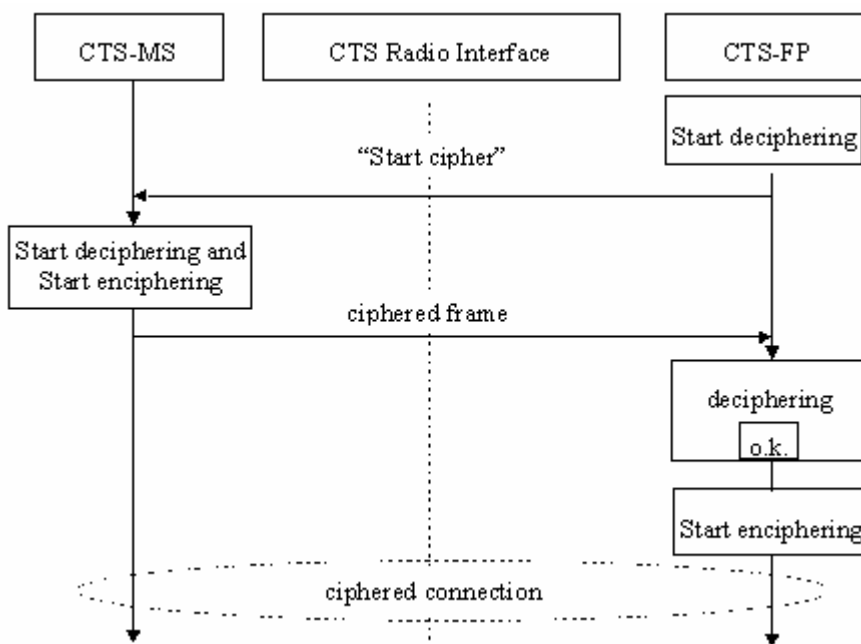 CTS-MS
CTS Radio Interface
CTS-FP
Start deciphering
“Start cipher”
Start deciphering and
Start enciphering
ciphered frame
deciphering
o.k.
Start enciphering
ciphered connection